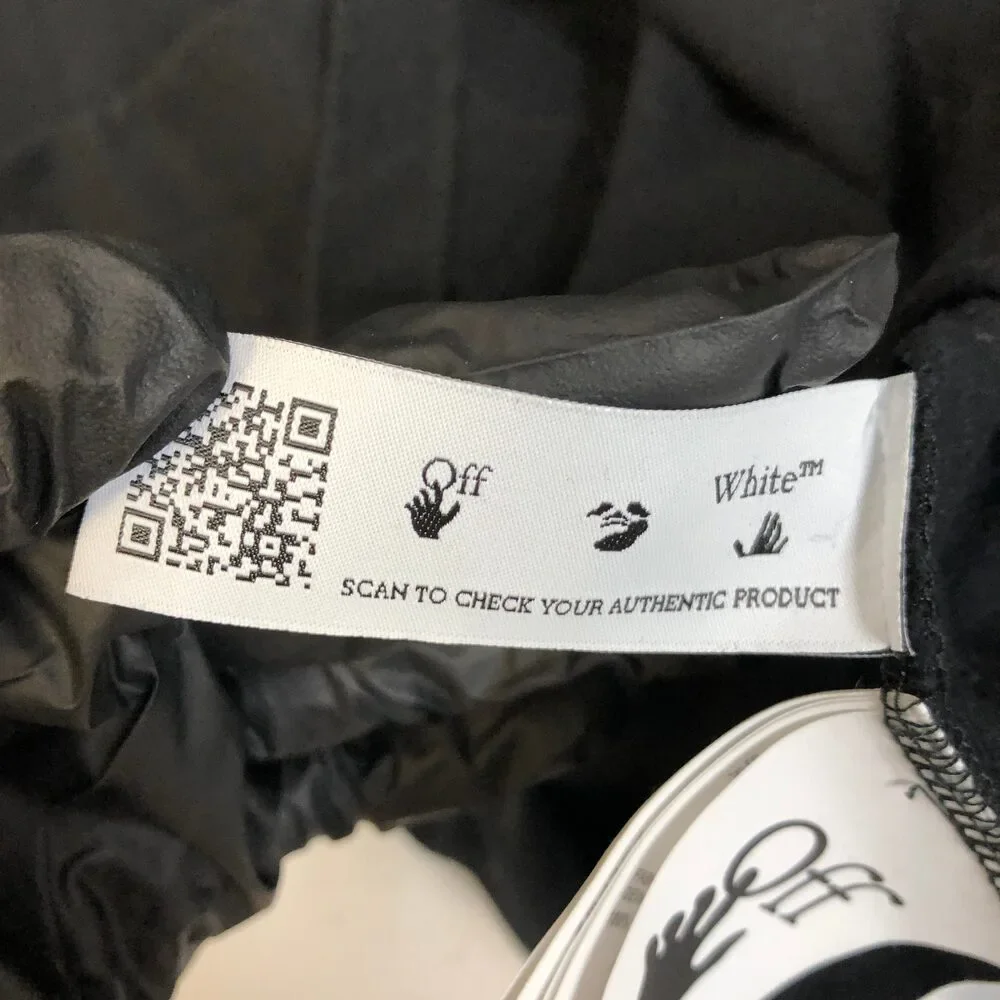 Off White™
SCAN TO CHECK YOUR AUTHENTIC PRODUCT
Off